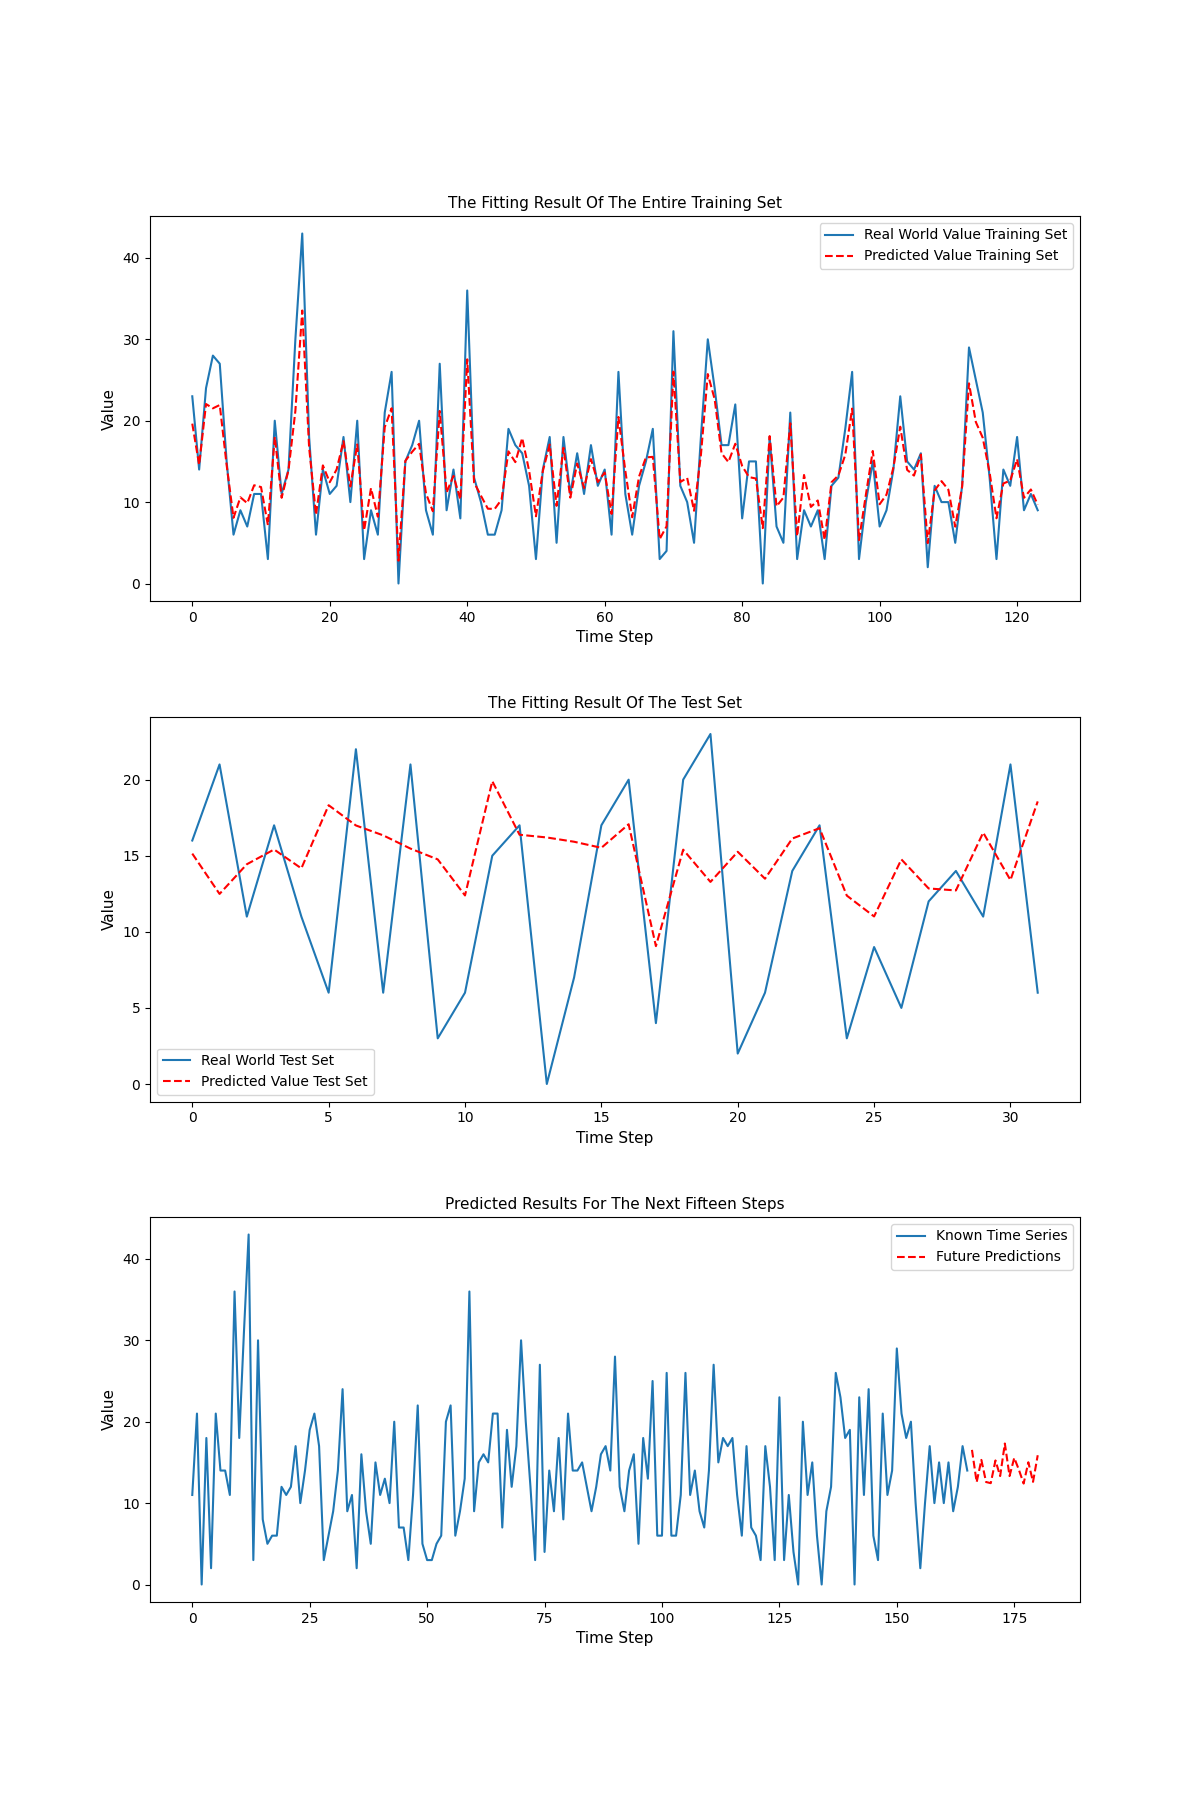 The Fitting Result Of The Entire Training Set
Real World Value Training Set
Predicted Value Training Set
Value
40
30
20
10
0
0 20 40 60 80 100 120
Time Step
The Fitting Result Of The Test Set
Value
20
15
10
5
0
Real World Test Set
Predicted Value Test Set
0 5 10 15 20 25 30
Time Step
Predicted Results For The Next Fifteen Steps
Known Time Series
Future Predictions
Value
40
30
20
10
0
0 25 50 75 100 125 150 175
Time Step